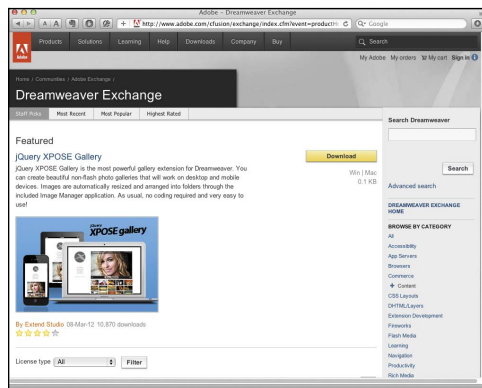 Adobe – Dreamweaver Exchange
A A
http://www.adobe.com/cfusion/exchange/index.cfm?event=productH
Google
Adobe
Products Solutions Learning Help Downloads Company Buy
Search
My Adobe My orders My cart Sign in
Home / Communities / Adobe Exchange /
Dreamweaver Exchange
Staff Picks Most Recent Most Popular Highest Rated
Featured
jQuery XPOSE Gallery
jQuery XPOSE Gallery is the most powerful gallery extension for Dreamweaver. You
can create beautiful non-flash photo galleries that will work on desktop and mobile
devices. Images are automatically resized and arranged into folders through the
included Image Manager application. As usual, no coding required and very easy to
use!
Download
Win | Mac
0.1 KB
jQuery
XPOSE gallery
By Extend Studio 08-Mar-12 10,870 downloads
License type All Filter
Search Dreamweaver
Search
Advanced search
DREAMWEAVER EXCHANGE
HOME
BROWSE BY CATEGORY
All
Accessibility
App Servers
Browsers
Commerce
+ Content
CSS Layouts
DHTML/Layers
Extension Development
Fireworks
Flash Media
Learning
Navigation
Productivity
Rich Media